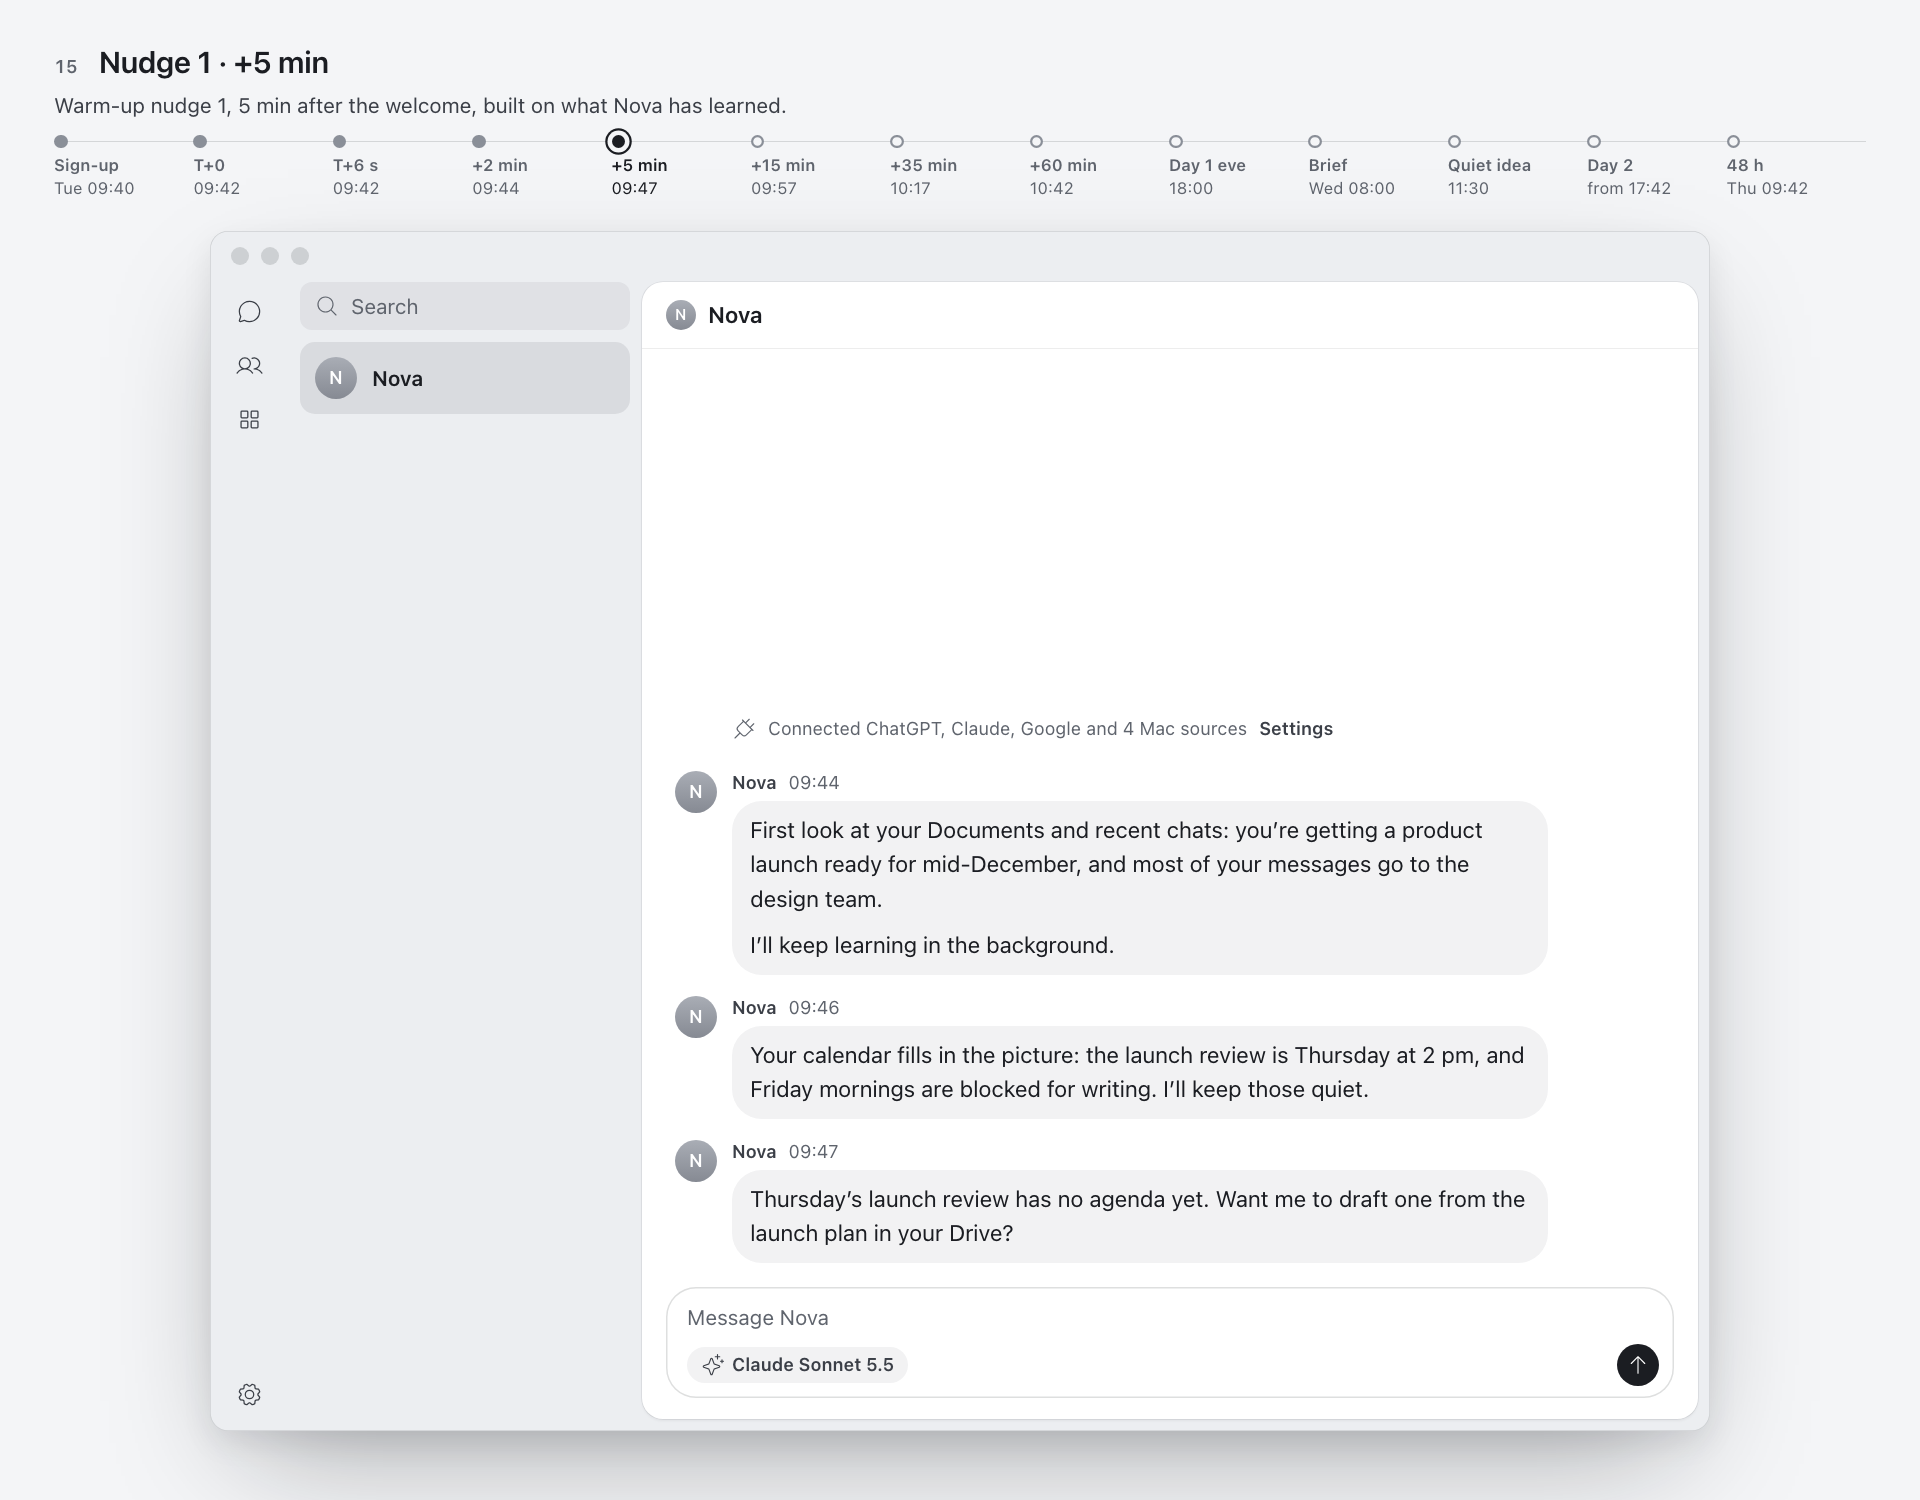 15 Nudge 1 · +5 min
Warm-up nudge 1, 5 min after the welcome, built on what Nova has learned.
Sign-up
Tue 09:40
T+0
09:42
T+6 s
09:42
+2 min
09:44
+5 min
09:47
+15 min
09:57
+35 min
10:17
+60 min
10:42
Day 1 eve
18:00
Brief
Wed 08:00
Quiet idea
11:30
Day 2
from 17:42
48 h
Thu 09:42
Search
N Nova
N Nova
Connected ChatGPT, Claude, Google and 4 Mac sources Settings
N Nova 09:44
First look at your Documents and recent chats: you’re getting a product
launch ready for mid-December, and most of your messages go to the
design team.
I’ll keep learning in the background.
N Nova 09:46
Your calendar fills in the picture: the launch review is Thursday at 2 pm, and
Friday mornings are blocked for writing. I’ll keep those quiet.
N Nova 09:47
Thursday’s launch review has no agenda yet. Want me to draft one from the
launch plan in your Drive?
Message Nova
Claude Sonnet 5.5